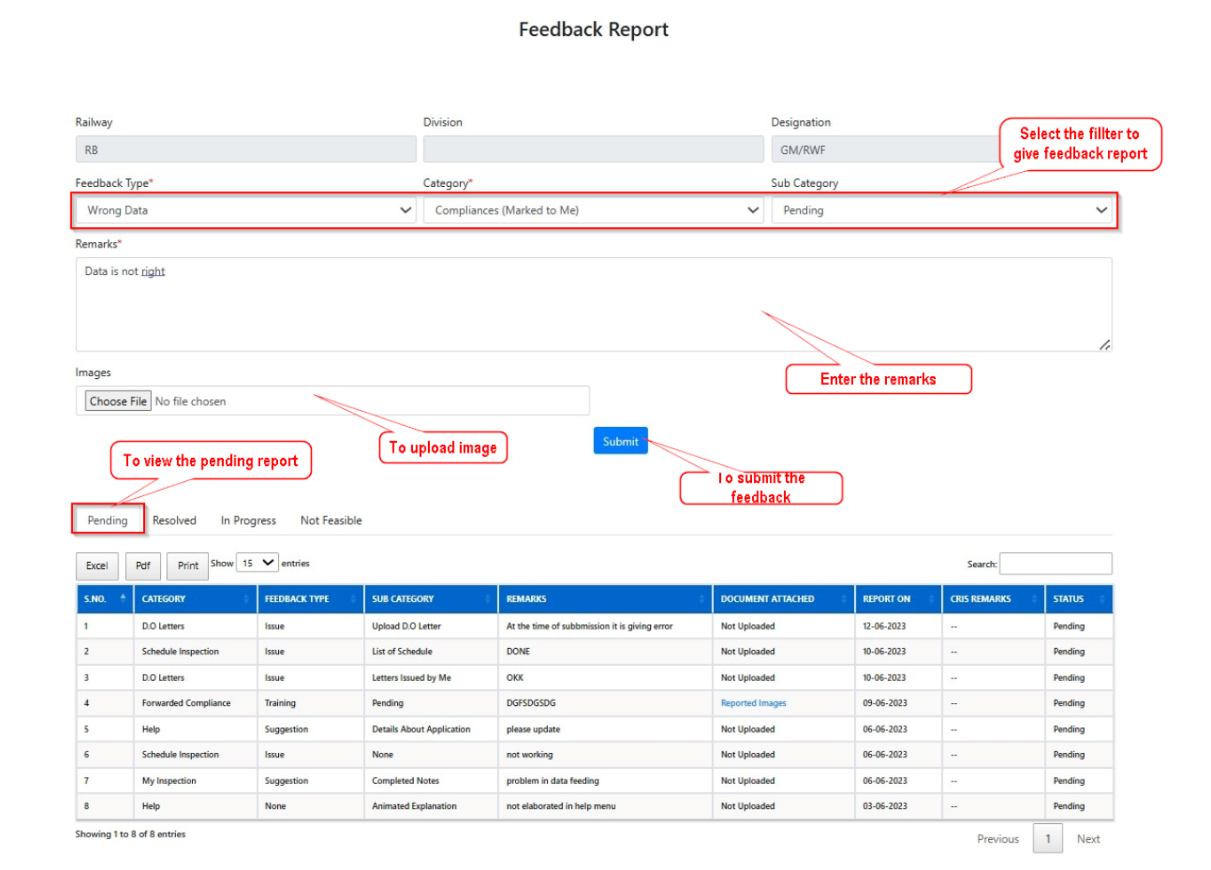 Feedback Report
Railway Division Designation
RB GM/RWF
Select the fillter to
give feedback report
Feedback Type* Category* Sub Category
Wrong Data Compliances (Marked to Me) Pending
Remarks*
Data is not right
Enter the remarks
Images
Choose File No file chosen
To upload image
Submit
To submit the
feedback
To view the pending report
Pending Resolved In Progress Not Feasible
Excel Pdf Print Show 15 entries Search:
S.NO. CATEGORY FEEDBACK TYPE SUB CATEGORY REMARKS DOCUMENT ATTACHED REPORT ON CRIS REMARKS STATUS
1 D.O Letters Issue Upload D.O Letter At the time of subbmission it is giving error Not Uploaded 12-06-2023 -- Pending
2 Schedule Inspection Issue List of Schedule DONE Not Uploaded 10-06-2023 -- Pending
3 D.O Letters Issue Letters Issued by Me OKK Not Uploaded 10-06-2023 -- Pending
4 Forwarded Compliance Training Pending DGFSDGSDG Reported Images 09-06-2023 -- Pending
5 Help Suggestion Details About Application please update Not Uploaded 06-06-2023 -- Pending
6 Schedule Inspection Issue None not working Not Uploaded 06-06-2023 -- Pending
7 My Inspection Suggestion Completed Notes problem in data feeding Not Uploaded 06-06-2023 -- Pending
8 Help None Animated Explanation not elaborated in help menu Not Uploaded 03-06-2023 -- Pending
Showing 1 to 8 of 8 entries
Previous 1 Next